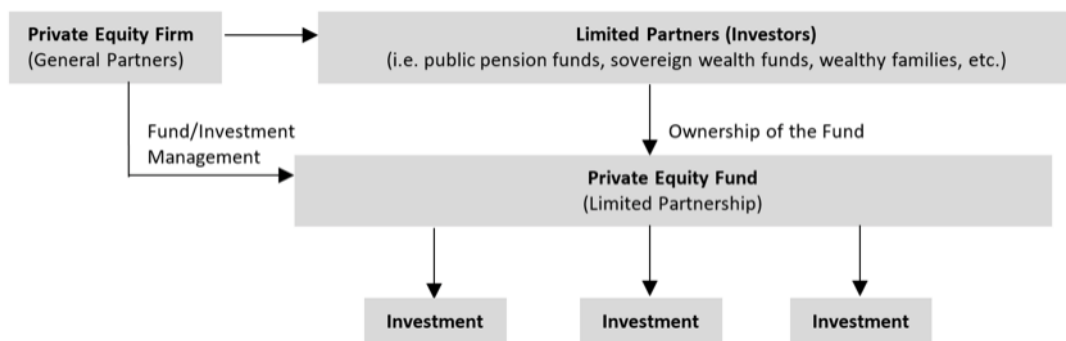 Private Equity Firm
(General Partners)
Limited Partners (Investors)
(i.e. public pension funds, sovereign wealth funds, wealthy families, etc.)
Fund/Investment
Management
Ownership of the Fund
Private Equity Fund
(Limited Partnership)
Investment
Investment
Investment